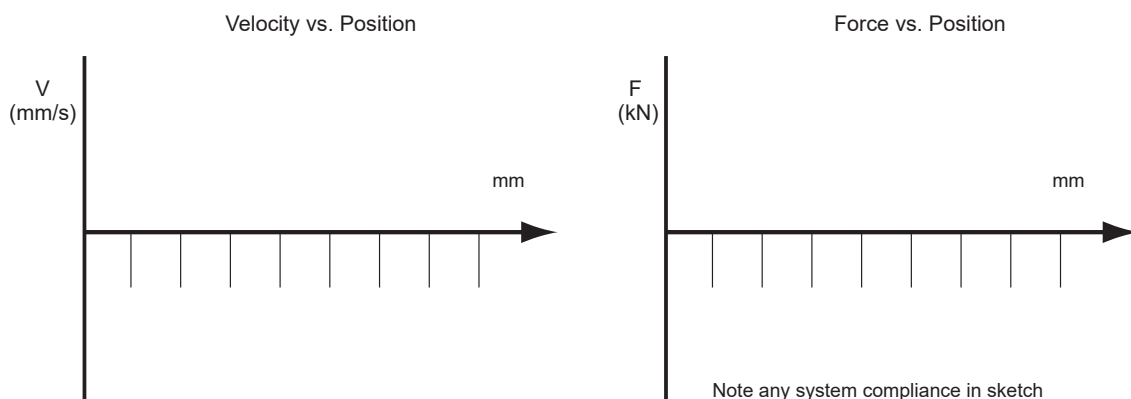 Velocity vs. Position
Force vs. Position
V
(mm/s)
mm
F
(kN)
mm
Note any system compliance in sketch